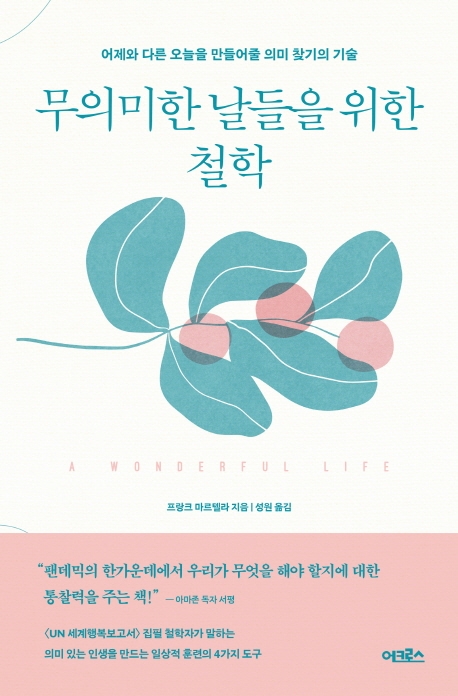 어제와 다른 오늘을 만들어줄 의미 찾기의 기술
무의미한 날들을 위한
철학
A WONDERFUL LIFE
프랑크 마르텔라 지음 | 성원 옮김
“팬데믹의 한가운데에서 우리가 무엇을 해야 할지에 대한
통찰력을 주는 책!” — 아마존 독자 서평
〈UN 세계행복보고서〉 집필 철학자가 말하는
의미 있는 인생을 만드는 일상적 훈련의 4가지 도구
어크로스